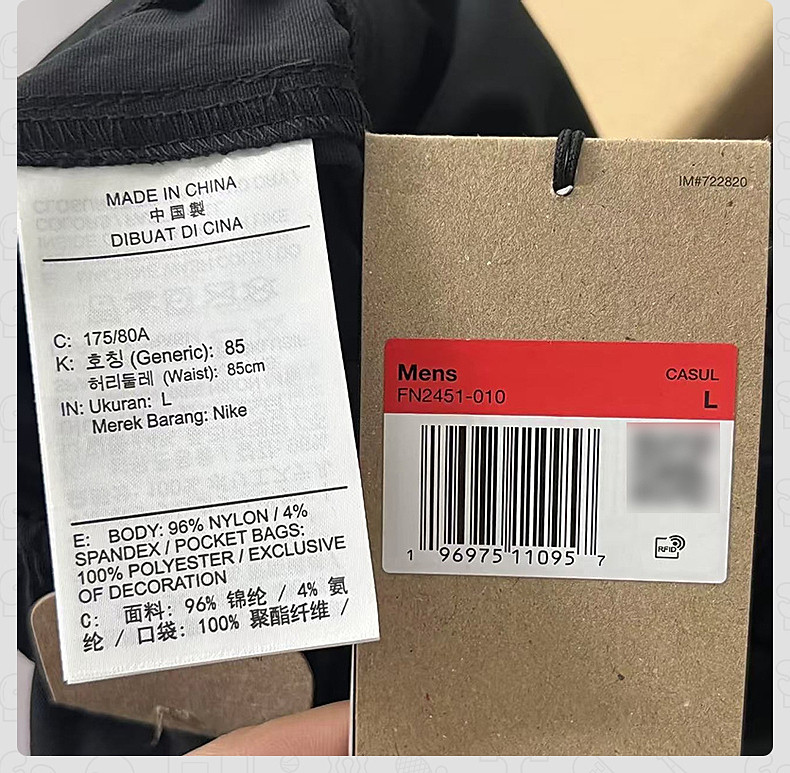 MADE IN CHINA
中国製
DIBUAT DI CINA
C: 175/80A
K: 호칭 (Generic): 85
허리둘레 (Waist): 85cm
IN: Ukuran: L
Merek Barang: Nike
E: BODY: 96% NYLON / 4%
SPANDEX / POCKET BAGS:
100% POLYESTER / EXCLUSIVE
OF DECORATION
C: 面料: 96% 锦纶 / 4% 氨
纶 / 口袋: 100% 聚酯纤维 /
IM#722820
Mens
CASUL
FN2451-010
L
1 96975 11095 7
RFID